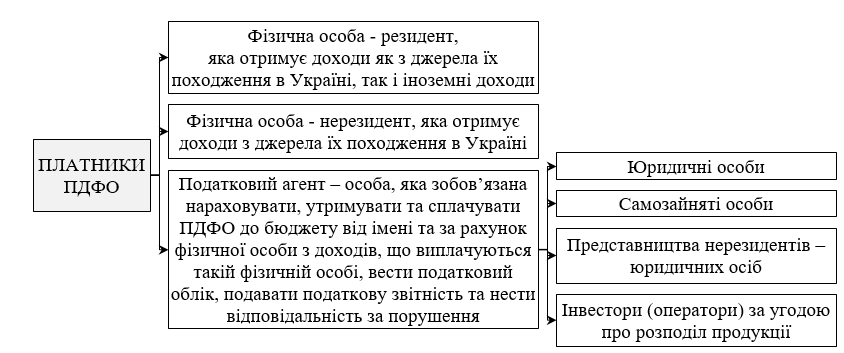 ПЛАТНИКИ
ПДФО
Фізична особа - резидент,
яка отримує доходи як з джерела їх
походження в Україні, так і іноземні доходи
Фізична особа - нерезидент, яка отримує
доходи з джерела їх походження в Україні
Податковий агент – особа, яка зобов’язана
нараховувати, утримувати та сплачувати
ПДФО до бюджету від імені та за рахунок
фізичної особи з доходів, що виплачуються
такій фізичній особі, вести податковий
облік, подавати податкову звітність та нести
відповідальність за порушення
Юридичні особи
Самозайняті особи
Представництва нерезидентів –
юридичних осіб
Інвестори (оператори) за угодою
про розподіл продукції